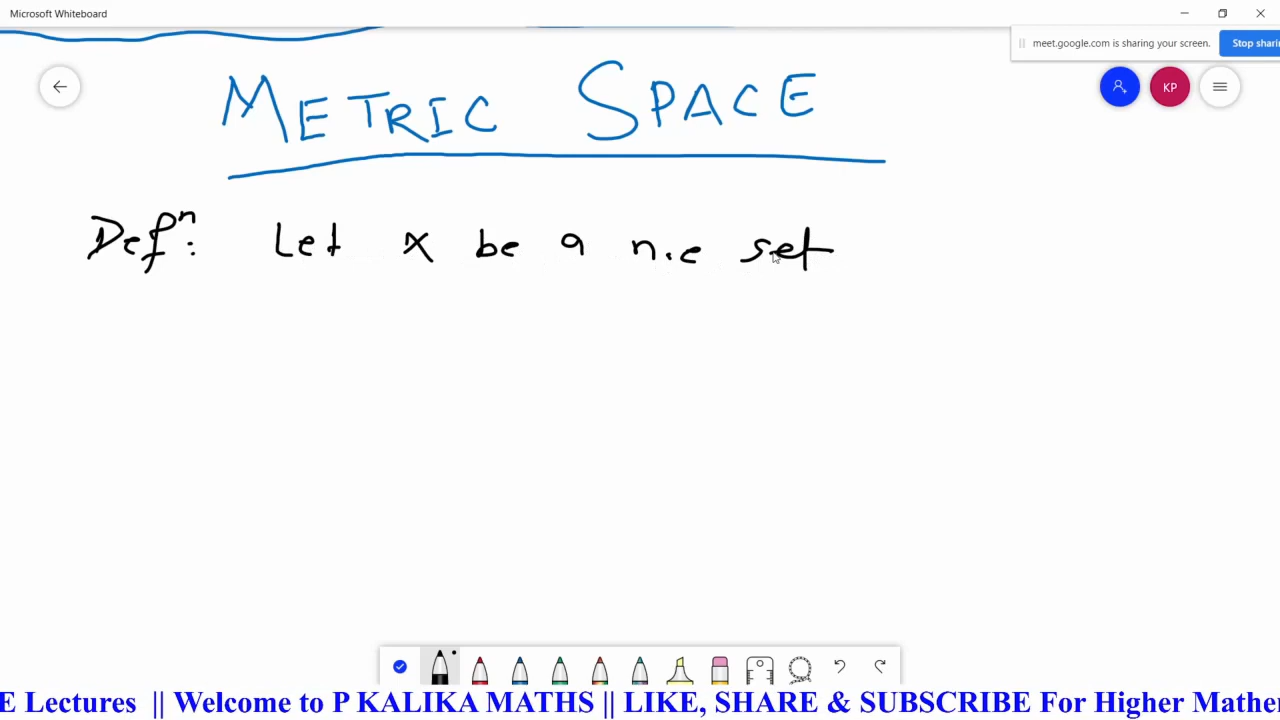 Microsoft Whiteboard
meet.google.com is sharing your screen.
Stop shari
KP
METRIC SPACE
Defⁿ: Let X be a n.e set
E Lectures || Welcome to P KALIKA MATHS || LIKE, SHARE & SUBSCRIBE For Higher Mathe